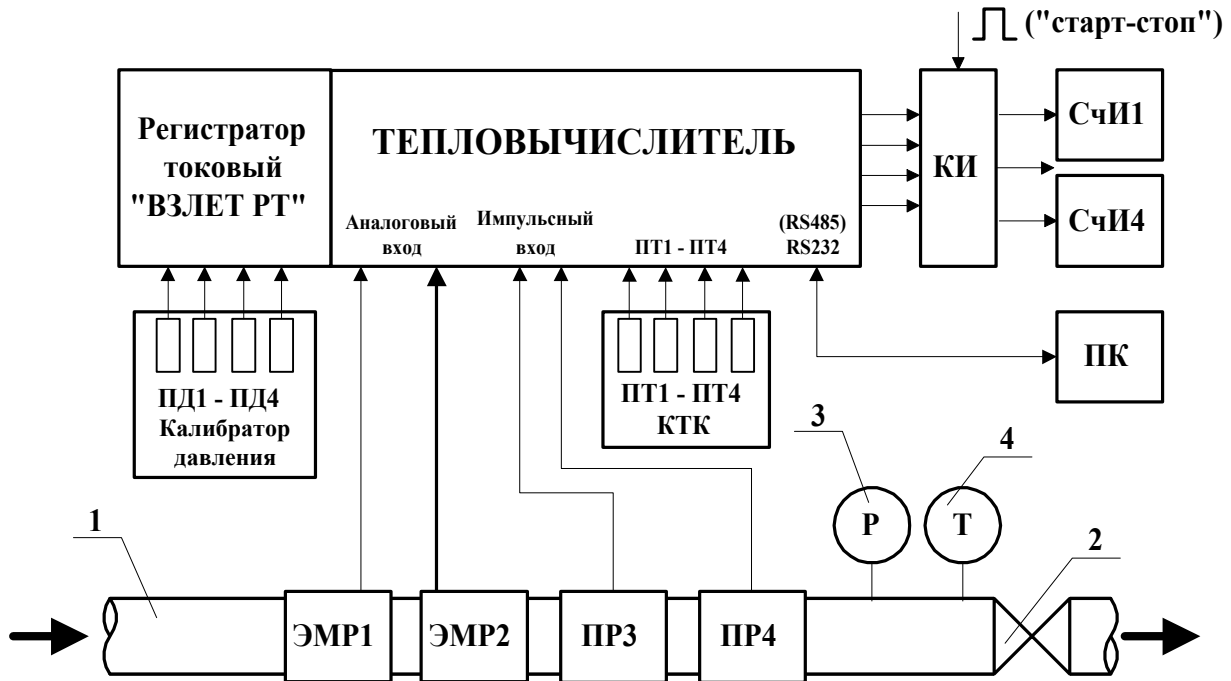 ("старт-стоп")
Регистратор
токовый
"ВЗЛЕТ РТ"
ТЕПЛОВЫЧИСЛИТЕЛЬ
Аналоговый
вход
Импульсный
вход
ПТ1 - ПТ4
(RS485)
RS232
КИ
СчИ1
СчИ4
ПК
ПД1 - ПД4
Калибратор
давления
ПТ1 - ПТ4
КТК
3
4
P
T
1
2
ЭМР1
ЭМР2
ПР3
ПР4